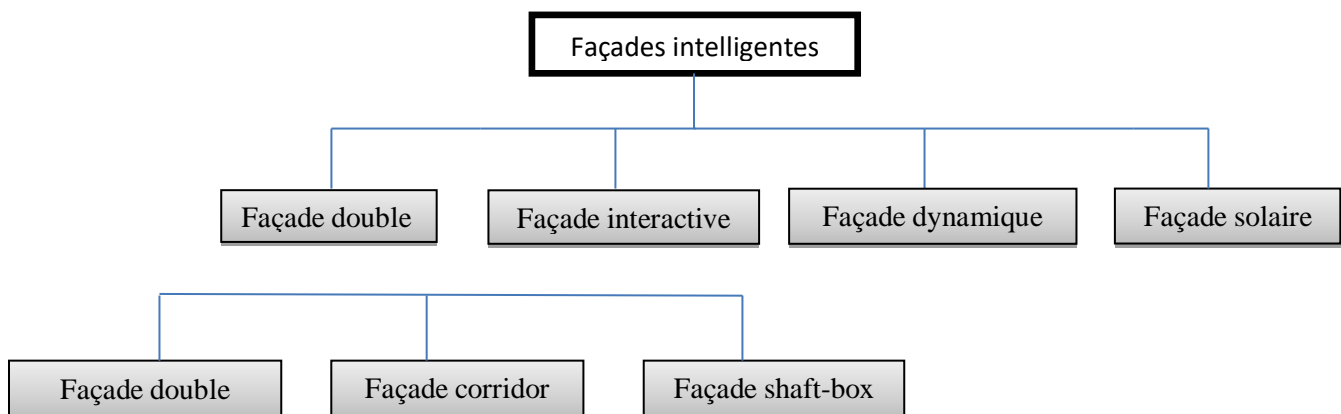 Façades intelligentes
Façade double
Façade interactive
Façade dynamique
Façade solaire
Façade double
Façade corridor
Façade shaft-box